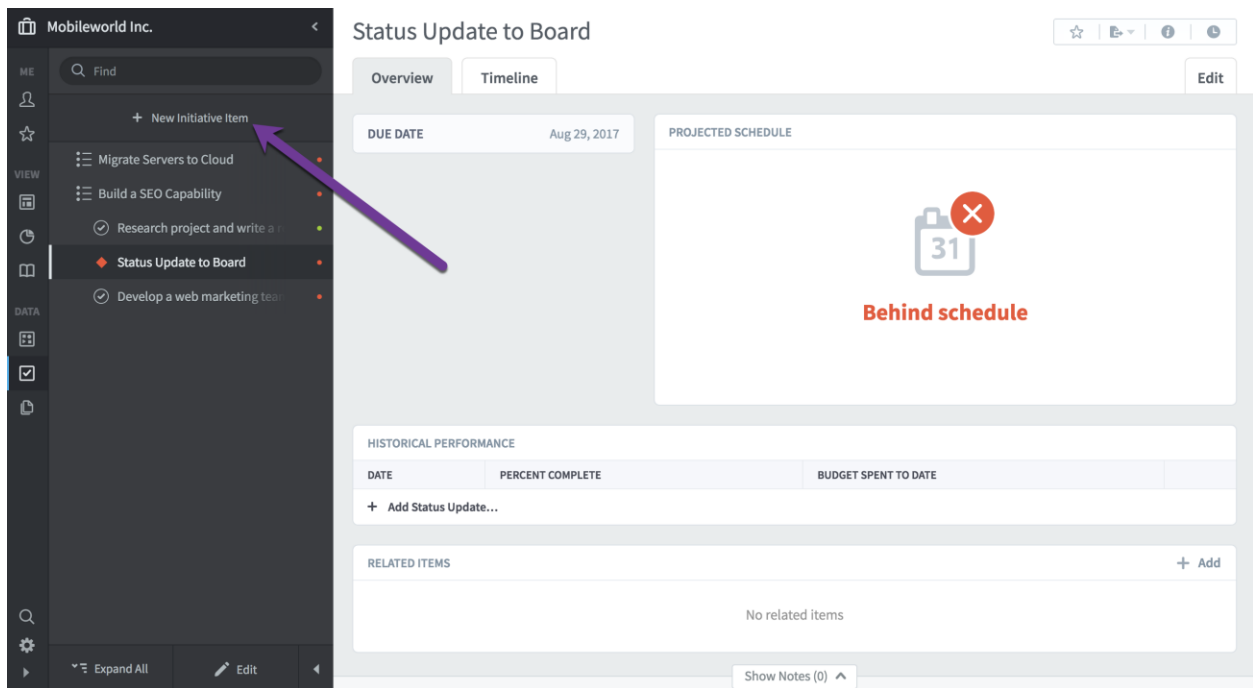 Mobileworld Inc.
ME
Find
+ New Initiative Item
VIEW
Migrate Servers to Cloud
Build a SEO Capability
Research project and write a
Status Update to Board
Develop a web marketing
DATA
Expand All
Edit
Status Update to Board
Overview
Timeline
Edit
DUE DATE
Aug 29, 2017
PROJECTED SCHEDULE
31
Behind schedule
HISTORICAL PERFORMANCE
DATE
PERCENT COMPLETE
BUDGET SPENT TO DATE
+ Add Status Update...
RELATED ITEMS
+ Add
No related items
Show Notes (0)